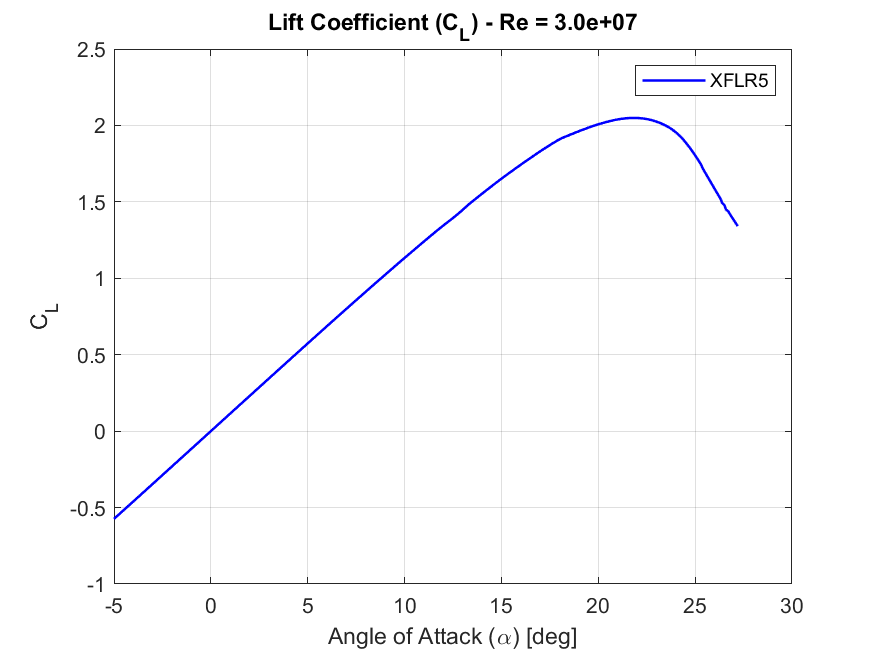 Lift Coefficient (C_L) - Re = 3.0e+07
XFLR5
2.5
2
1.5
1
0.5
0
-0.5
-1
C_L
-5 0 5 10 15 20 25 30
Angle of Attack (α) [deg]